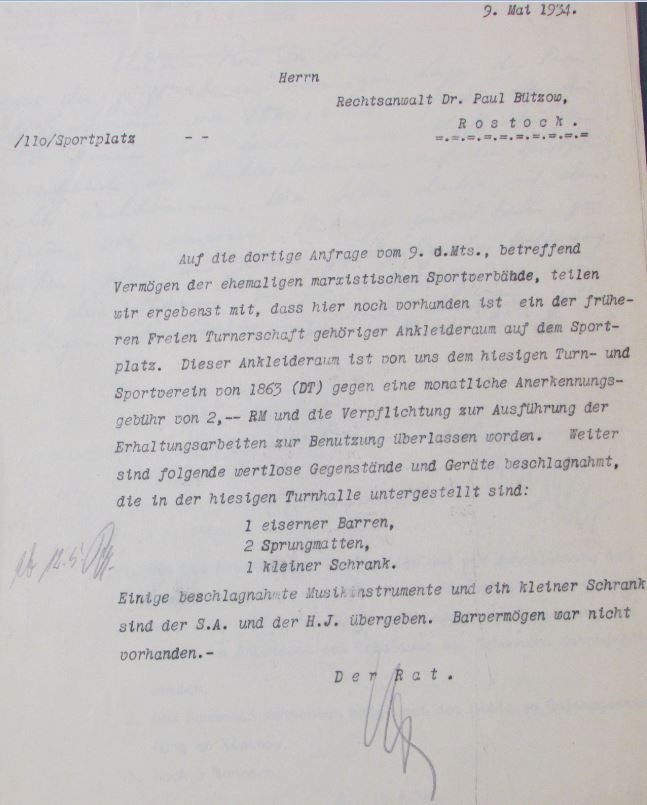 9. Mai 1934.
Herrn
Rechtsanwalt Dr. Paul Bützow,
R o s t o c k .
=.=.=.=.=.=.=.=.=.=
/11o/Sportplatz - -
Auf die dortige Anfrage vom 9. d.Mts., betreffend
Vermögen der ehemaligen marxistischen Sportverbände, teilen
wir ergebenst mit, dass hier noch vorhanden ist ein der frühe-
ren Freien Turnerschaft gehöriger Ankleideraum auf dem Sport-
platz. Dieser Ankleideraum ist von uns dem hiesigen Turn- und
Sportverein von 1863 (DT) gegen eine monatliche Anerkennungs-
gebühr von 2,-- RM und die Verpflichtung zur Ausführung der
Erhaltungsarbeiten zur Benutzung überlassen worden. Weiter
sind folgende wertlose Gegenstände und Geräte beschlagnahmt,
die in der hiesigen Turnhalle untergestellt sind:
1 eiserner Barren,
2 Sprungmatten,
1 kleiner Schrank.
ab 12.5.
Einige beschlagnahmte Musikinstrumente und ein kleiner Schrank
sind der S.A. und der H.J. übergeben. Barvermögen war nicht
vorhanden.-
D e r R a t .